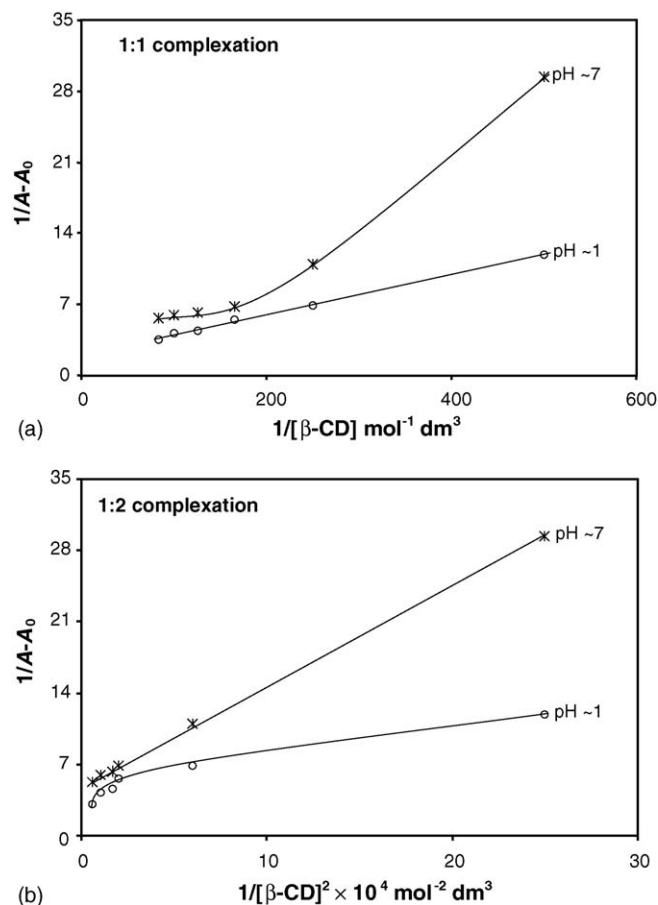 35
1:1 complexation
pH ~7
28
21
1/A-A₀
14
pH ~1
7
0
0
200
400
600
(a)
1/[β-CD] mol⁻¹ dm³
35
1:2 complexation
pH ~7
28
21
1/A-A₀
14
pH ~1
7
0
0
10
20
30
(b)
1/[β-CD]² × 10⁴ mol⁻² dm³